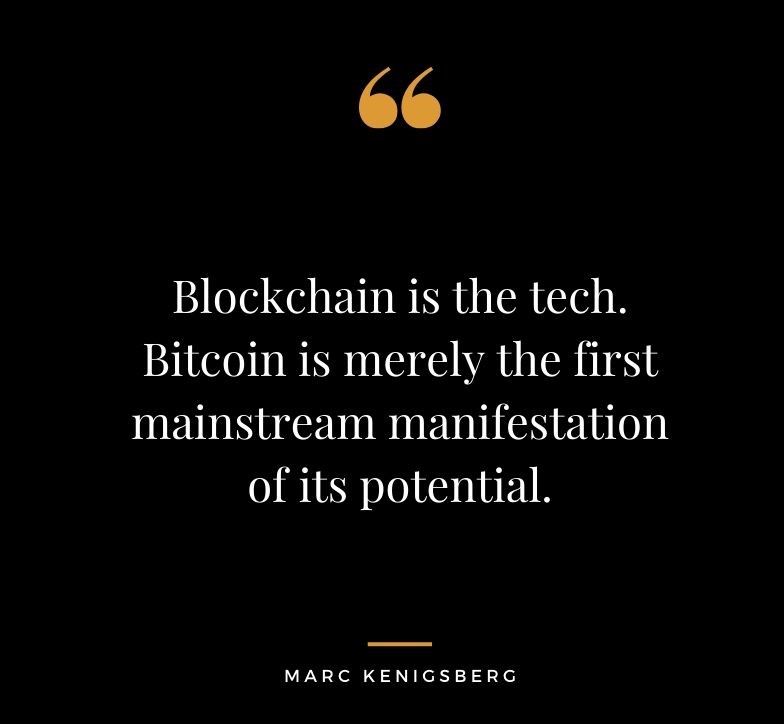 “
Blockchain is the tech.
Bitcoin is merely the first
mainstream manifestation
of its potential.
MARC KENIGSBERG